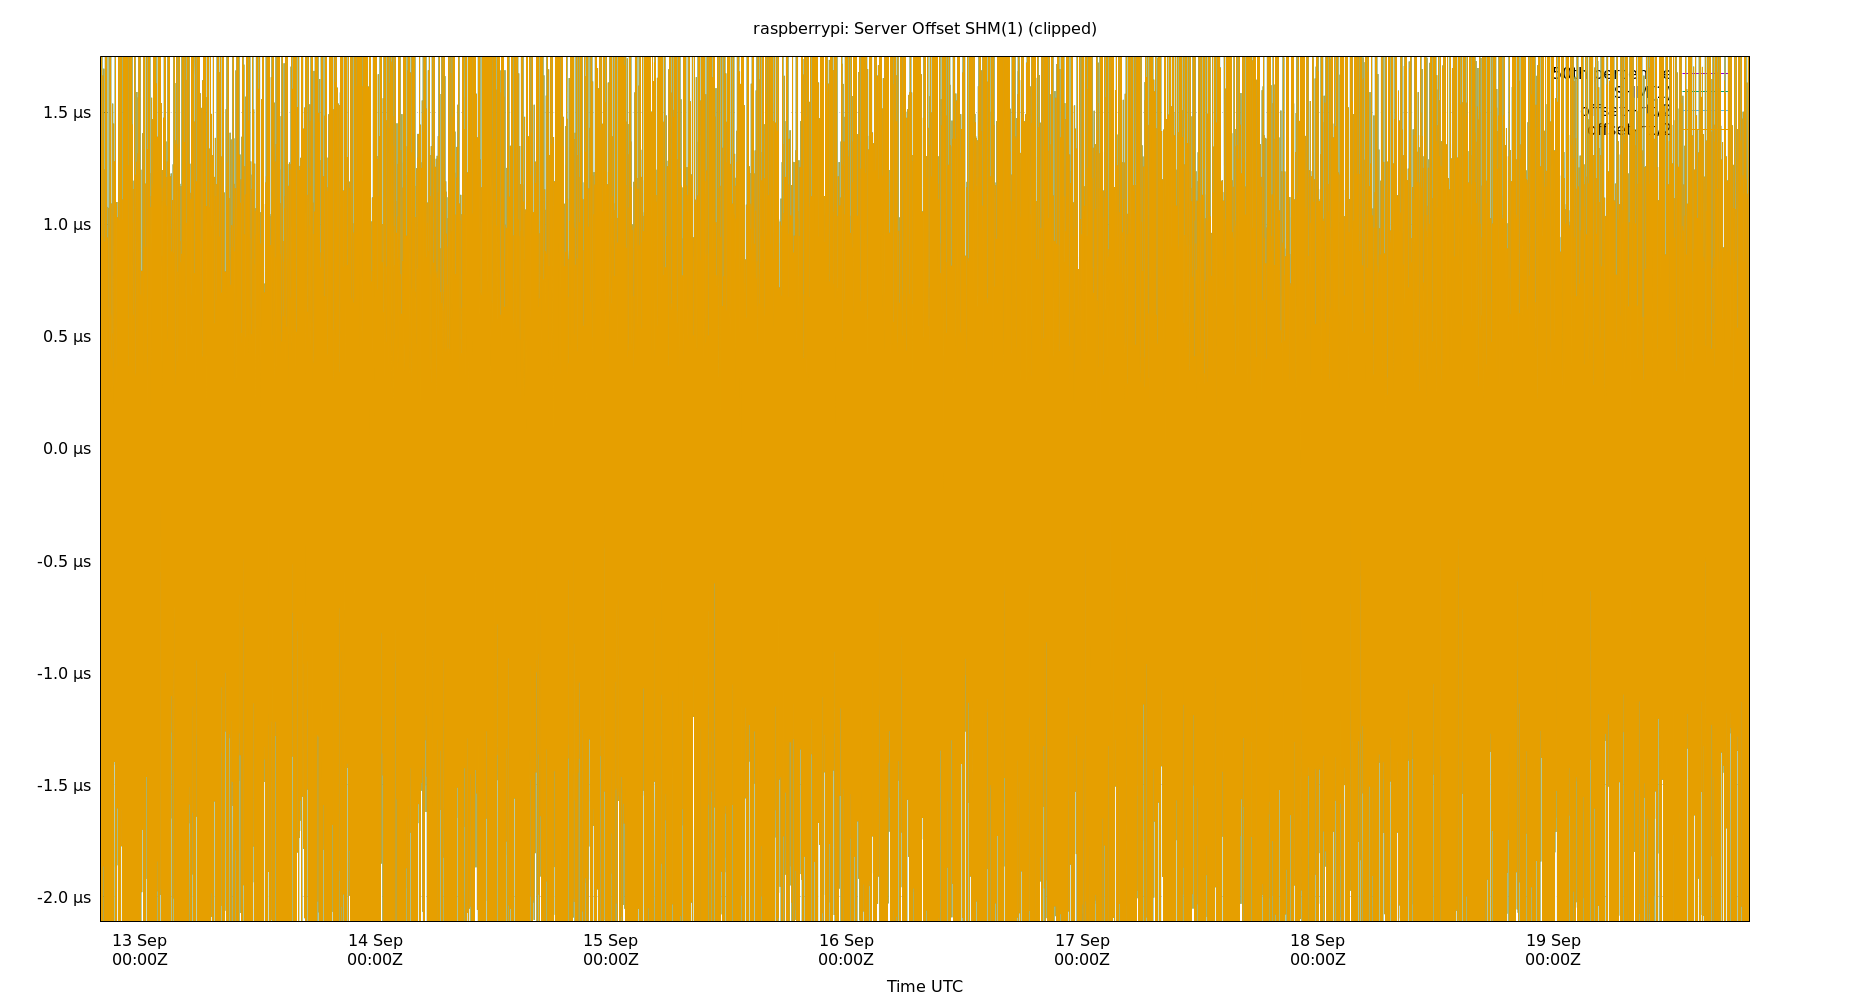 raspberrypi: Server Offset SHM(1) (clipped)
1.5 µs
1.0 µs
0.5 µs
0.0 µs
-0.5 µs
-1.0 µs
-1.5 µs
-2.0 µs
13 Sep
00:00Z
14 Sep
00:00Z
15 Sep
00:00Z
16 Sep
00:00Z
17 Sep
00:00Z
18 Sep
00:00Z
19 Sep
00:00Z
Time UTC